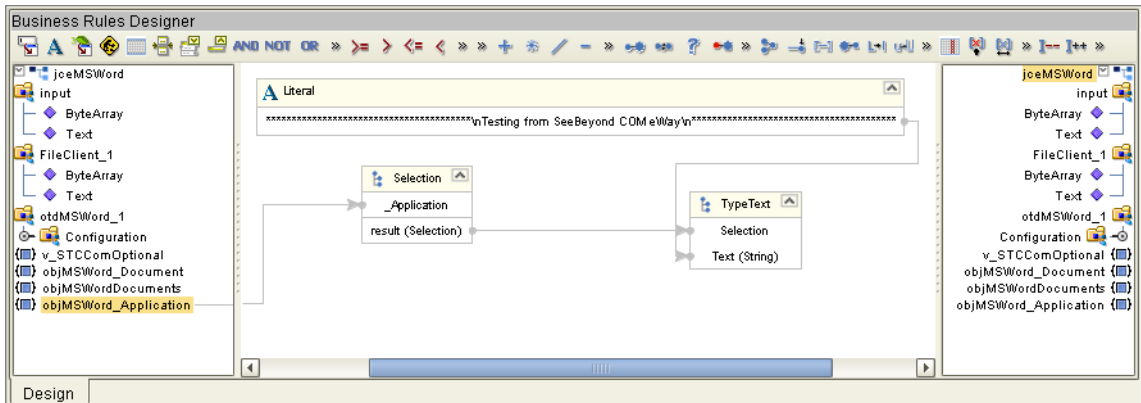 Business Rules Designer
A AND NOT OR » >= > <= < » » + * / - » ? » » I-- I++ »
jceMSWord
input
ByteArray
Text
FileClient_1
ByteArray
Text
otdMSWord_1
Configuration
v_STCComOptional
objMSWord_Document
objMSWordDocuments
objMSWord_Application
A Literal
****************************************\nTesting from SeeBeyond COM eWay\n****************************************
Selection
_Application
result (Selection)
TypeText
Selection
Text (String)
jceMSWord
input
ByteArray
Text
FileClient_1
ByteArray
Text
otdMSWord_1
Configuration
v_STCComOptional
objMSWord_Document
objMSWordDocuments
objMSWord_Application
Design